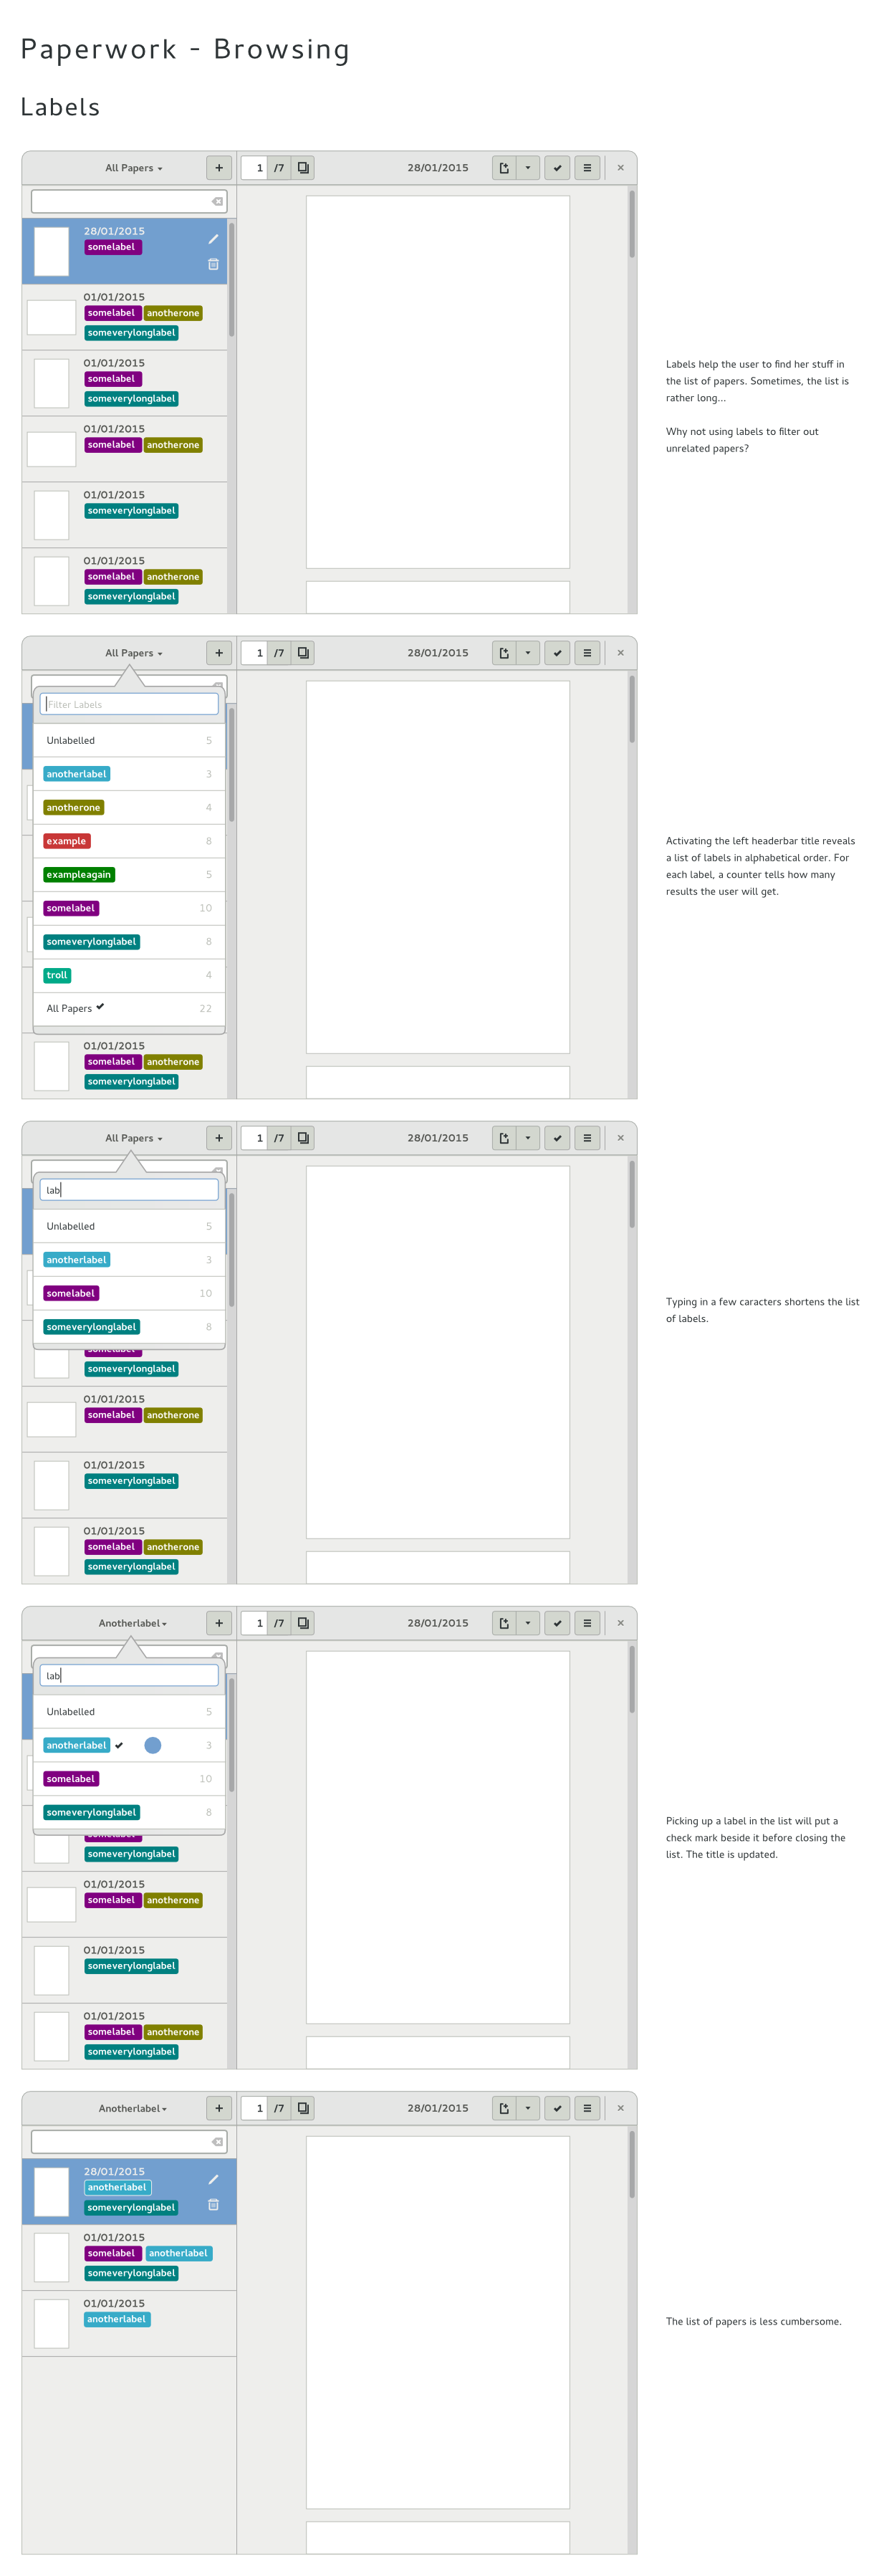 Paperwork - Browsing
Labels
All Papers
+
1 /7
28/01/2015
28/01/2015
somelabel
01/01/2015
somelabel anotherone
someverylonglabel
01/01/2015
somelabel
someverylonglabel
01/01/2015
somelabel anotherone
01/01/2015
someverylonglabel
01/01/2015
somelabel anotherone
someverylonglabel
Labels help the user to find her stuff in
the list of papers. Sometimes, the list is
rather long...
Why not using labels to filter out
unrelated papers?
All Papers
+
1 /7
28/01/2015
Filter Labels
Unlabelled 5
anotherlabel 3
anotherone 4
example 8
exampleagain 5
somelabel 10
someverylonglabel 8
troll 4
All Papers 22
01/01/2015
somelabel anotherone
someverylonglabel
Activating the left headerbar title reveals
a list of labels in alphabetical order. For
each label, a counter tells how many
results the user will get.
All Papers
+
1 /7
28/01/2015
lab
Unlabelled 5
anotherlabel 3
somelabel 10
someverylonglabel 8
somelabel
someverylonglabel
01/01/2015
somelabel anotherone
01/01/2015
someverylonglabel
01/01/2015
somelabel anotherone
someverylonglabel
Typing in a few caracters shortens the list
of labels.
Anotherlabel
+
1 /7
28/01/2015
lab
Unlabelled 5
anotherlabel 3
somelabel 10
someverylonglabel 8
somelabel
someverylonglabel
01/01/2015
somelabel anotherone
01/01/2015
someverylonglabel
01/01/2015
somelabel anotherone
someverylonglabel
Picking up a label in the list will put a
check mark beside it before closing the
list. The title is updated.
Anotherlabel
+
1 /7
28/01/2015
28/01/2015
anotherlabel
someverylonglabel
01/01/2015
somelabel anotherlabel
someverylonglabel
01/01/2015
anotherlabel
The list of papers is less cumbersome.